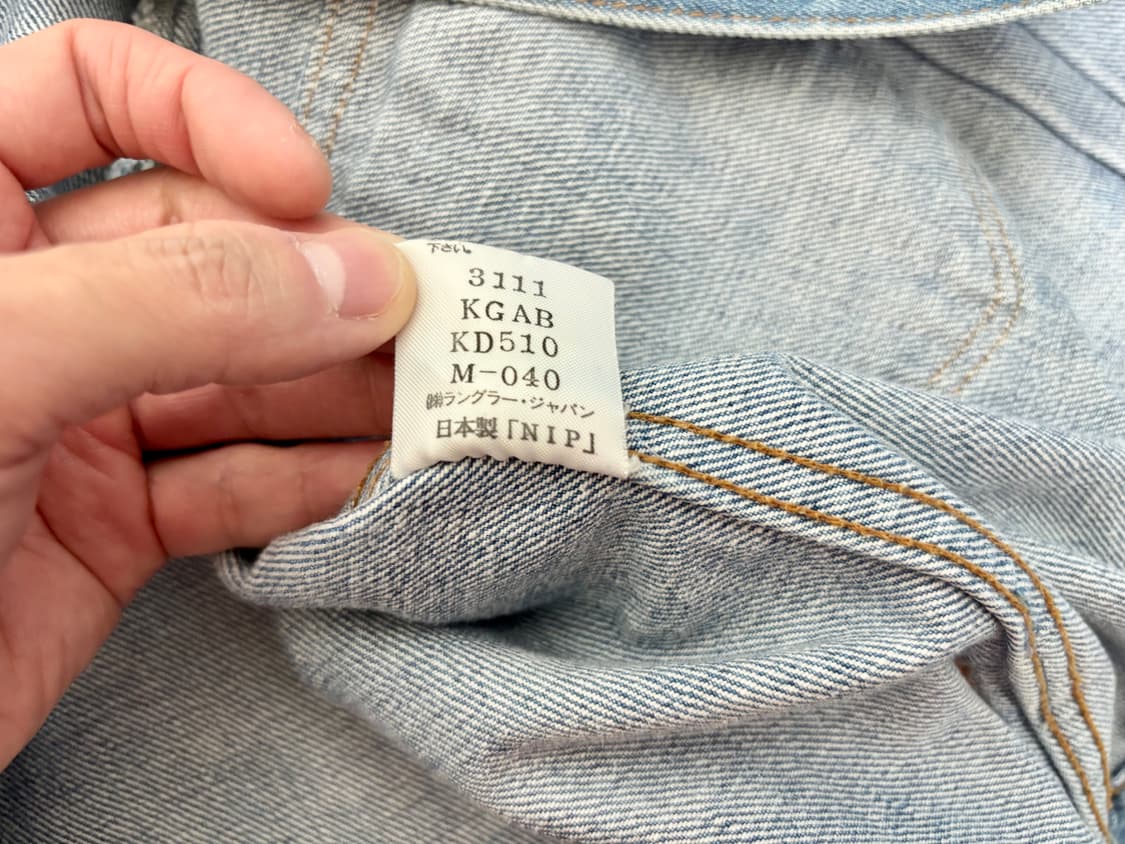 下さい。
3111
KGAB
KD510
M-040
㈱ラングラー・ジャパン
日本製「NIP」